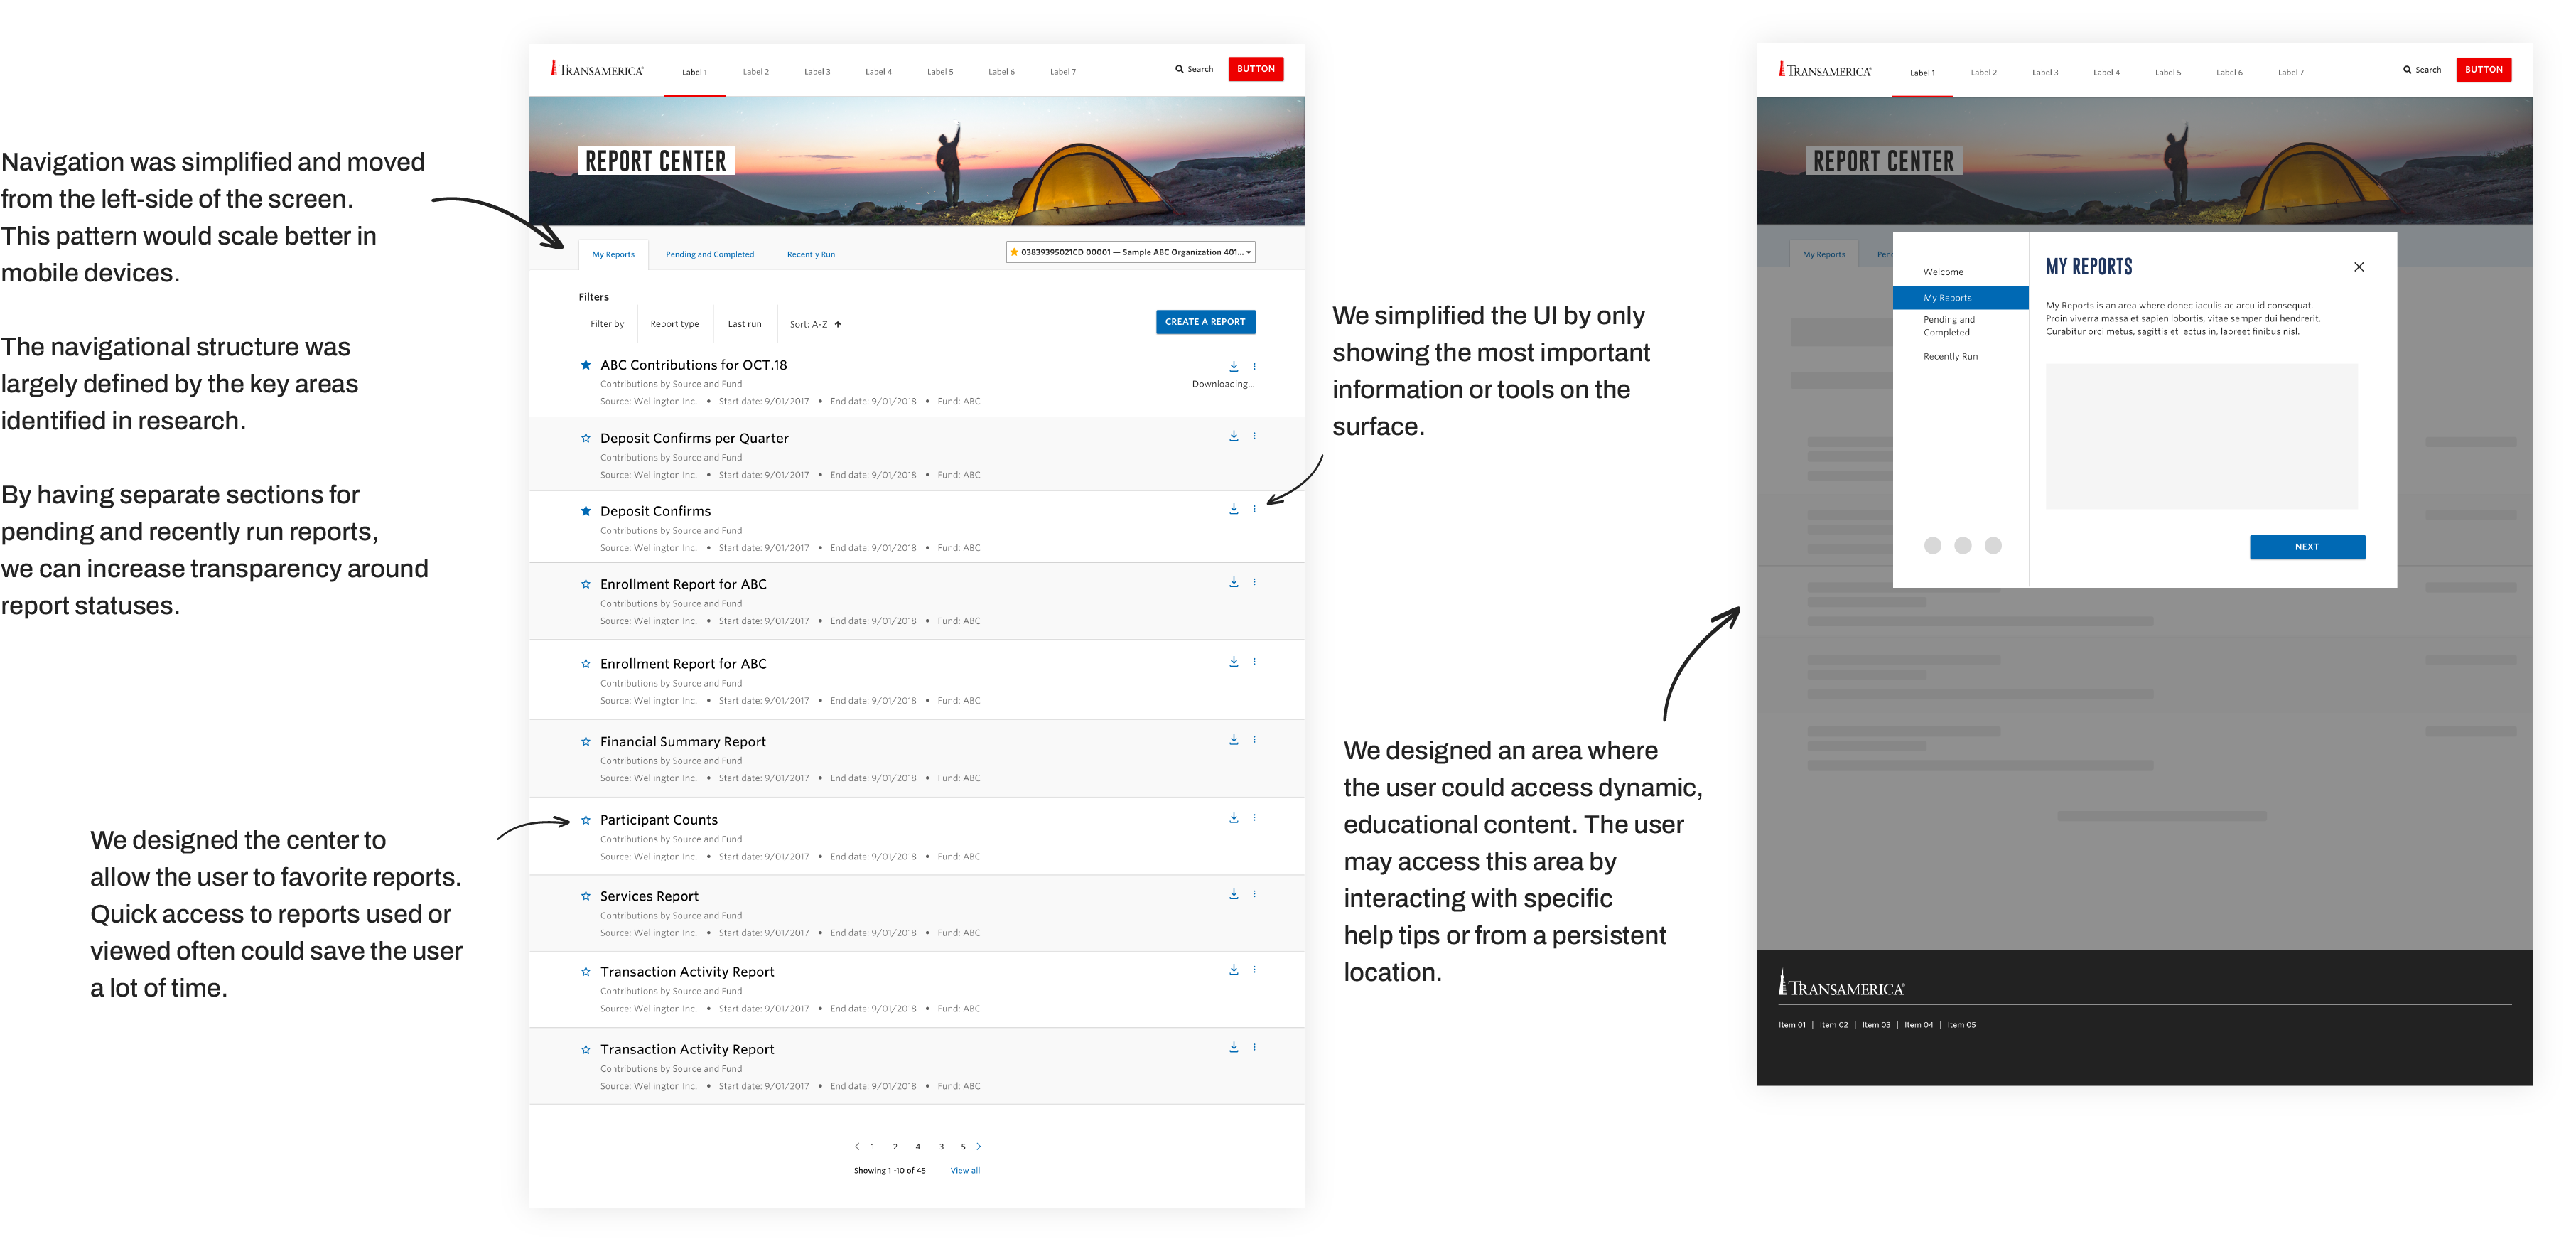 Navigation was simplified and moved
from the left-side of the screen.
This pattern would scale better in
mobile devices.
The navigational structure was
largely defined by the key areas
identified in research.
By having separate sections for
pending and recently run reports,
we can increase transparency around
report statuses.
We designed the center to
allow the user to favorite reports.
Quick access to reports used or
viewed often could save the user
a lot of time.
TRANSAMERICA®
Label 1 Label 2 Label 3 Label 4 Label 5 Label 6 Label 7
Search
BUTTON
REPORT CENTER
My Reports Pending and Completed Recently Run
03839395021CD 00001 — Sample ABC Organization 401...
Filters
Filter by Report type Last run Sort: A-Z
CREATE A REPORT
ABC Contributions for OCT.18
Contributions by Source and Fund
Downloading...
Source: Wellington Inc. • Start date: 9/01/2017 • End date: 9/01/2018 • Fund: ABC
Deposit Confirms per Quarter
Contributions by Source and Fund
Source: Wellington Inc. • Start date: 9/01/2017 • End date: 9/01/2018 • Fund: ABC
Deposit Confirms
Contributions by Source and Fund
Source: Wellington Inc. • Start date: 9/01/2017 • End date: 9/01/2018 • Fund: ABC
Enrollment Report for ABC
Contributions by Source and Fund
Source: Wellington Inc. • Start date: 9/01/2017 • End date: 9/01/2018 • Fund: ABC
Enrollment Report for ABC
Contributions by Source and Fund
Source: Wellington Inc. • Start date: 9/01/2017 • End date: 9/01/2018 • Fund: ABC
Financial Summary Report
Contributions by Source and Fund
Source: Wellington Inc. • Start date: 9/01/2017 • End date: 9/01/2018 • Fund: ABC
Participant Counts
Contributions by Source and Fund
Source: Wellington Inc. • Start date: 9/01/2017 • End date: 9/01/2018 • Fund: ABC
Services Report
Contributions by Source and Fund
Source: Wellington Inc. • Start date: 9/01/2017 • End date: 9/01/2018 • Fund: ABC
Transaction Activity Report
Contributions by Source and Fund
Source: Wellington Inc. • Start date: 9/01/2017 • End date: 9/01/2018 • Fund: ABC
Transaction Activity Report
Contributions by Source and Fund
Source: Wellington Inc. • Start date: 9/01/2017 • End date: 9/01/2018 • Fund: ABC
1 2 4 3 5
Showing 1 -10 of 45 View all
We simplified the UI by only
showing the most important
information or tools on the
surface.
We designed an area where
the user could access dynamic,
educational content. The user
may access this area by
interacting with specific
help tips or from a persistent
location.
TRANSAMERICA®
Label 1 Label 2 Label 3 Label 4 Label 5 Label 6 Label 7
Search
BUTTON
REPORT CENTER
My Reports Pen
Welcome
My Reports
Pending and
Completed
Recently Run
MY REPORTS
My Reports is an area where donec iaculis ac arcu id consequat.
Proin viverra massa et sapien lobortis, vitae semper dui hendrerit.
Curabitur orci metus, sagittis et lectus in, laoreet finibus nisl.
NEXT
TRANSAMERICA®
Item 01 | Item 02 | Item 03 | Item 04 | Item 05